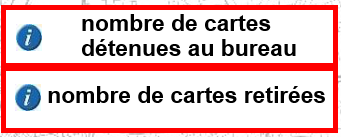 nombre de cartes
détenues au bureau
nombre de cartes retirées